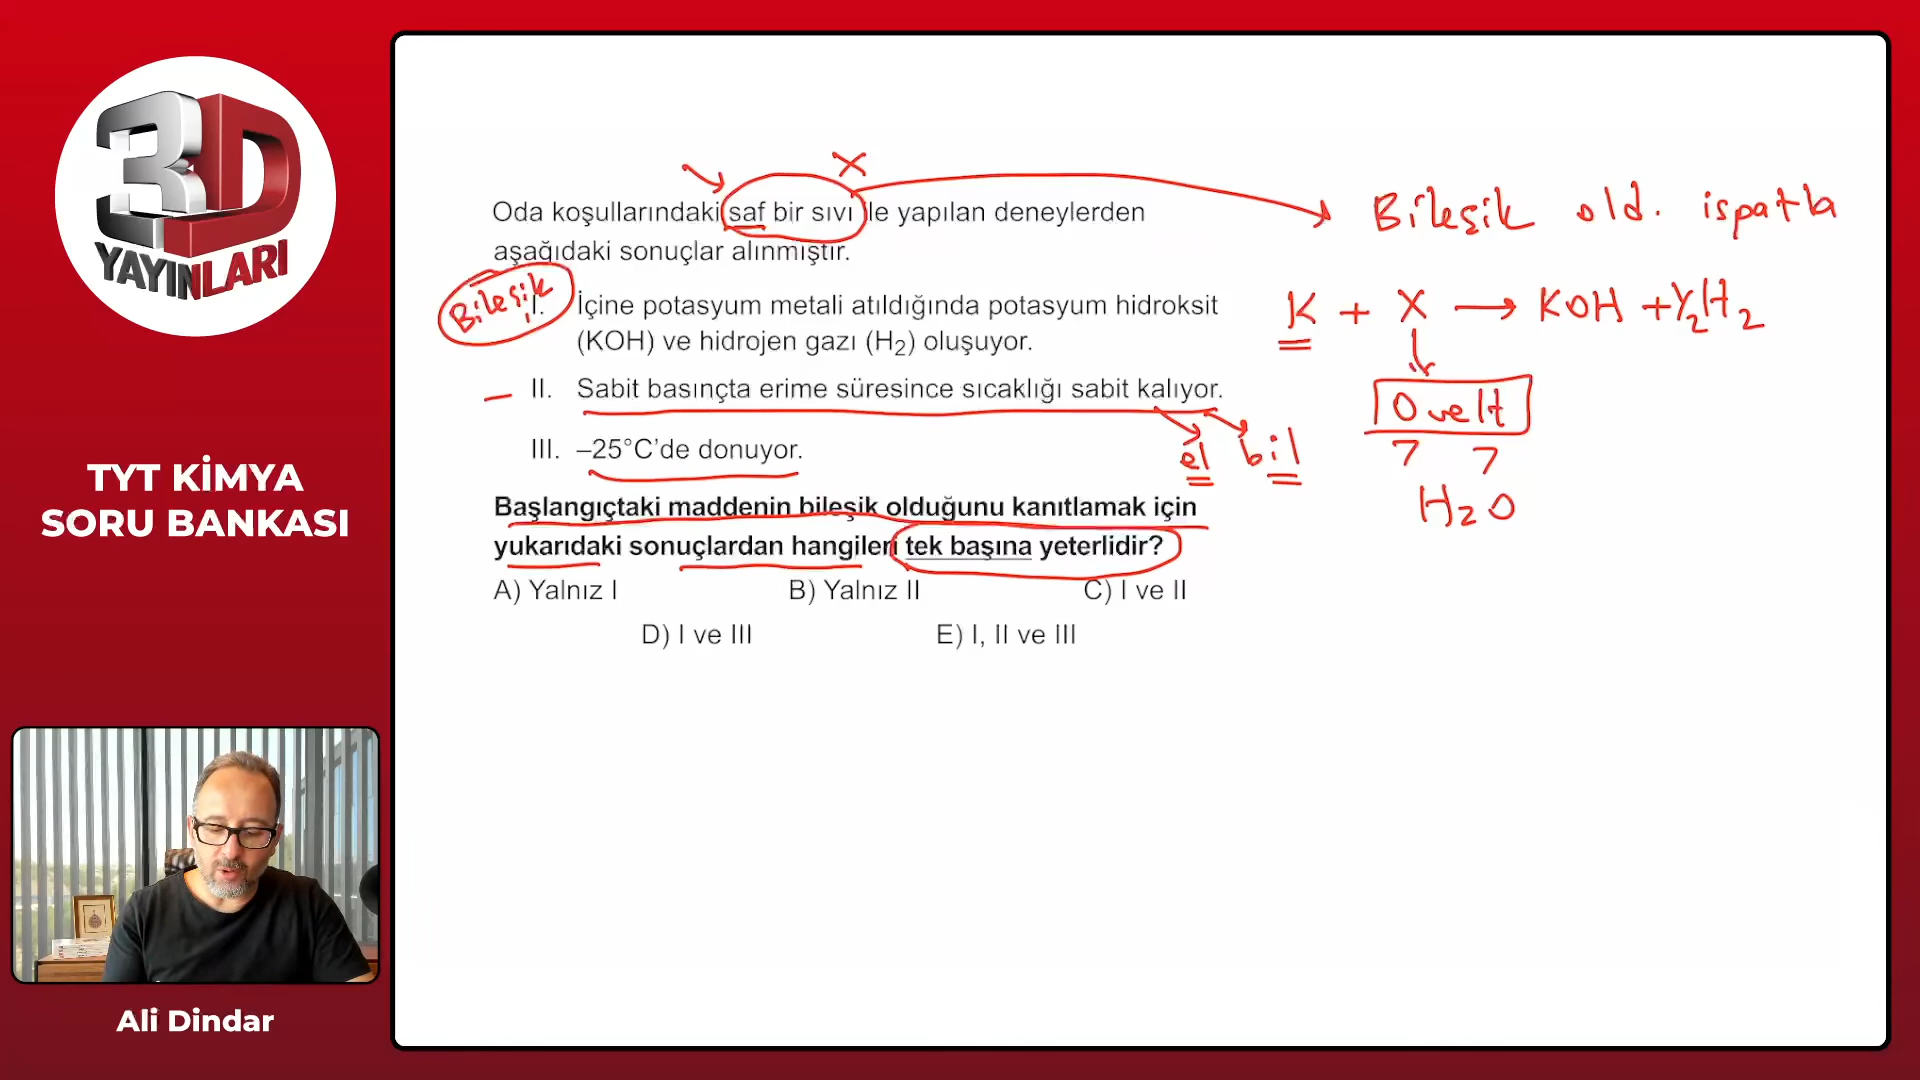 3D
YAYINLARI
TYT KİMYA
SORU BANKASI
Ali Dindar
X
Oda koşullarındaki saf bir sıvı ile yapılan deneylerden
aşağıdaki sonuçlar alınmıştır.
Bileşik
I. İçine potasyum metali atıldığında potasyum hidroksit
(KOH) ve hidrojen gazı (H₂) oluşuyor.
II. Sabit basınçta erime süresince sıcaklığı sabit kalıyor.
el bil
III. –25°C'de donuyor.
Başlangıçtaki maddenin bileşik olduğunu kanıtlamak için
yukarıdaki sonuçlardan hangileri tek başına yeterlidir?
A) Yalnız I B) Yalnız II C) I ve II
D) I ve III E) I, II ve III
Bileşik old. ispatla
K + X → KOH + ½H₂
O ve H
? ?
H₂O